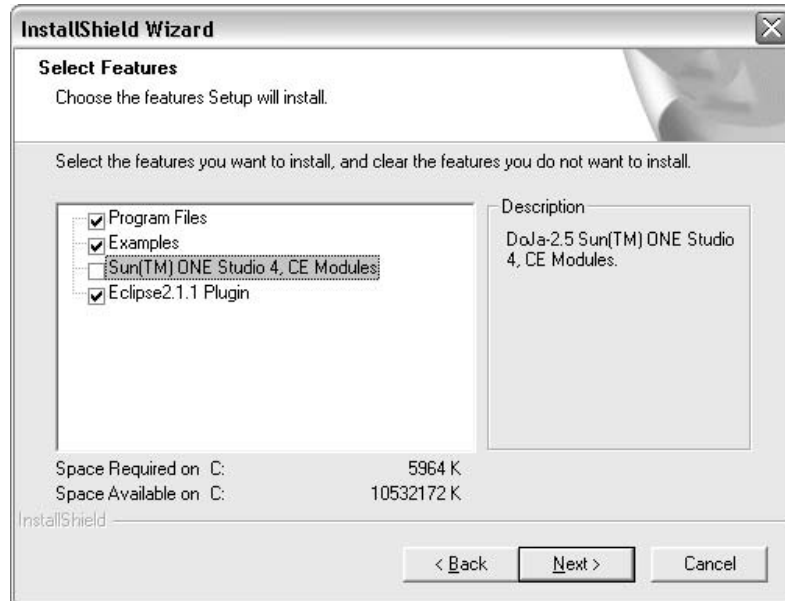 InstallShield Wizard
Select Features
Choose the features Setup will install.
Select the features you want to install, and clear the features you do not want to install.
Program Files
Examples
Sun(TM) ONE Studio 4, CE Modules
Eclipse2.1.1 Plugin
Description
DoJa-2.5 Sun(TM) ONE Studio
4, CE Modules.
Space Required on C: 5964 K
Space Available on C: 10532172 K
InstallShield
< Back Next > Cancel